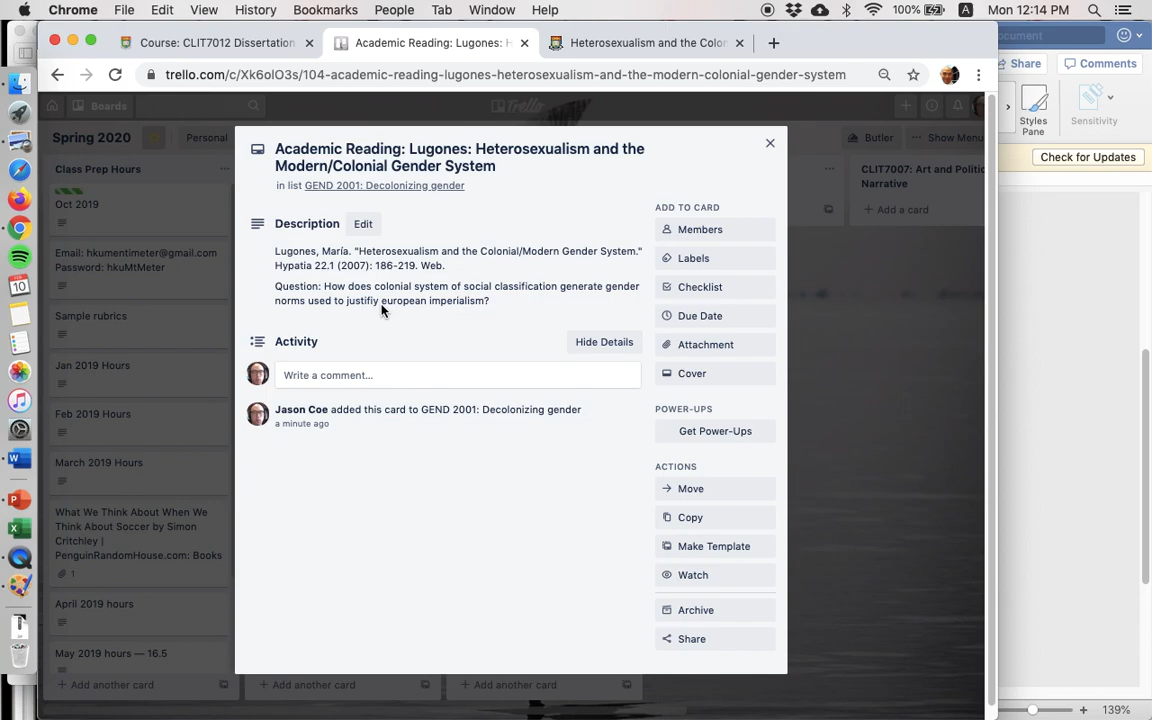 Chrome File Edit View History Bookmarks People Tab Window Help 100% A Mon 12:14 PM
Course: CLIT7012 Dissertation
Academic Reading: Lugones: H
Heterosexualism and the Color
trello.com/c/Xk6olO3s/104-academic-reading-lugones-heterosexualism-and-the-modern-colonial-gender-system
Boards
Trello
Spring 2020
Personal
Butler
Show Menu
Class Prep Hours
Oct 2019
Email: hkumentimeter@gmail.com
Password: hkuMtMeter
Sample rubrics
Jan 2019 Hours
Feb 2019 Hours
March 2019 Hours
What We Think About When We
Think About Soccer by Simon
Critchley |
PenguinRandomHouse.com: Books
1
April 2019 hours
May 2019 hours — 16.5
+ Add another card
+ Add another card
+ Add another card
Academic Reading: Lugones: Heterosexualism and the
Modern/Colonial Gender System
in list GEND 2001: Decolonizing gender
Description Edit
Lugones, María. "Heterosexualism and the Colonial/Modern Gender System."
Hypatia 22.1 (2007): 186-219. Web.
Question: How does colonial system of social classification generate gender
norms used to justifiy european imperialism?
Activity
Hide Details
Write a comment...
Jason Coe added this card to GEND 2001: Decolonizing gender
a minute ago
ADD TO CARD
Members
Labels
Checklist
Due Date
Attachment
Cover
POWER-UPS
Get Power-Ups
ACTIONS
Move
Copy
Make Template
Watch
Archive
Share
CLIT7007: Art and Politic
Narrative
+ Add a card
ocument
Share
Comments
Styles
Pane
Sensitivity
Check for Updates
139%